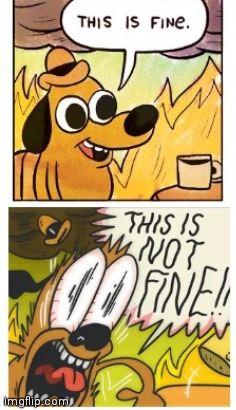 THIS IS FINE.
THIS IS
NOT
FINE!!
imgflip.com